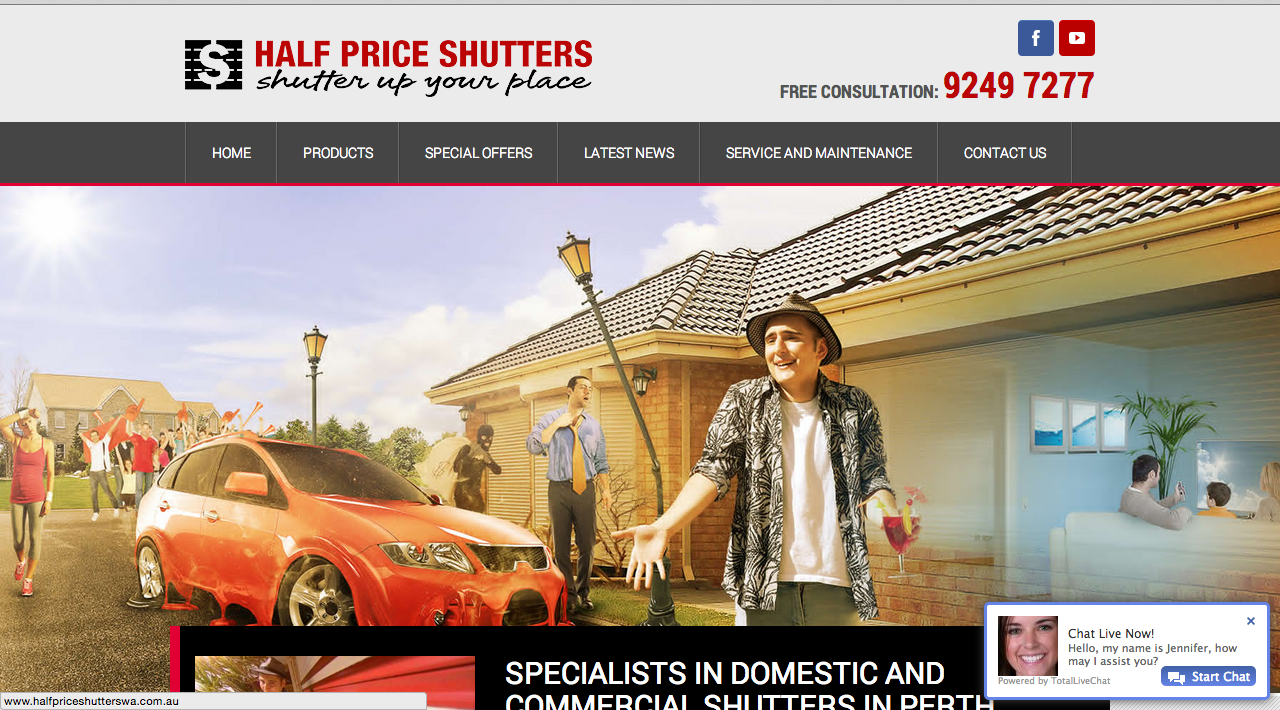 HALF PRICE SHUTTERS
shutter up your place
FREE CONSULTATION: 9249 7277
HOME PRODUCTS SPECIAL OFFERS LATEST NEWS SERVICE AND MAINTENANCE CONTACT US
SPECIALISTS IN DOMESTIC AND
COMMERCIAL SHUTTERS IN PERTH
Chat Live Now!
Hello, my name is Jennifer, how
may I assist you?
Start Chat
Powered by TotalLiveChat
www.halfpriceshutterswa.com.au